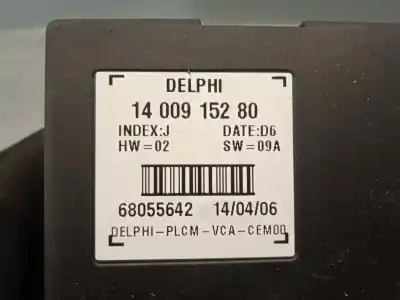 DELPHI
14 009 152 80
INDEX:J DATE:D6
HW=02 SW=09A
68055642 14/04/06
DELPHI-PLCM-VCA-CEM00